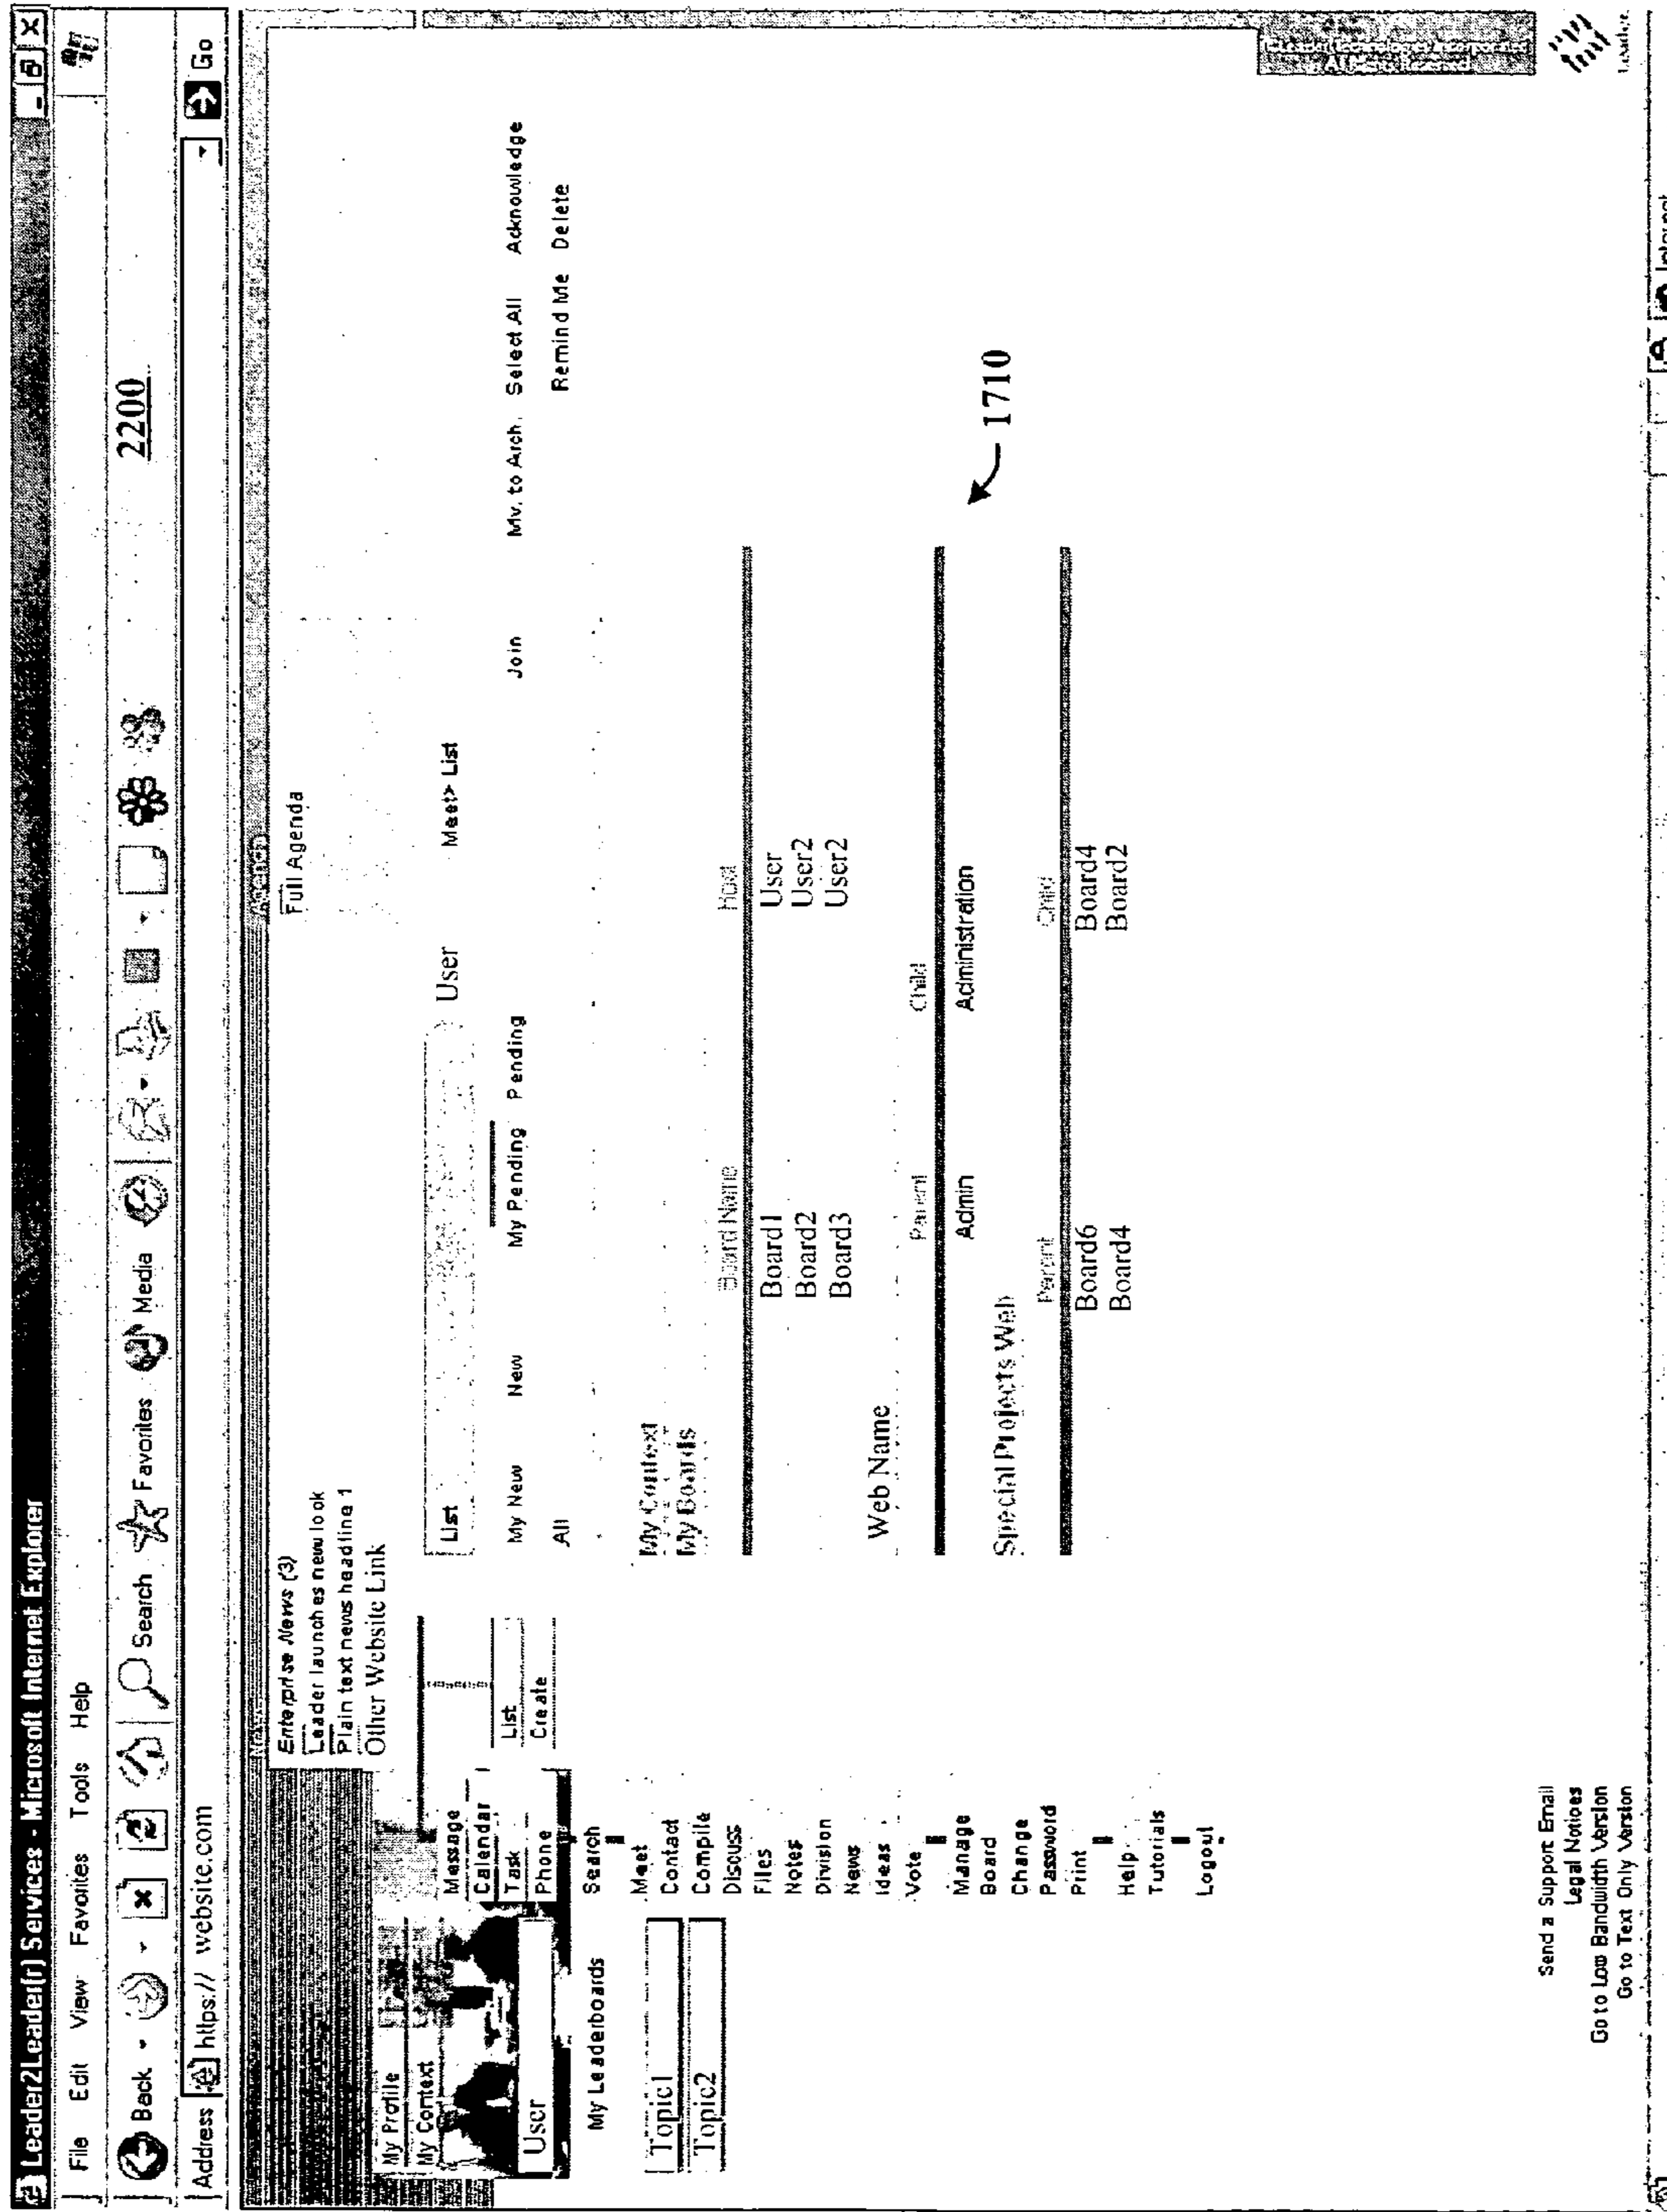 Leader2Leader(r) Services - Microsoft Internet Explorer
File Edit View Favorites Tools Help
2200
Back Search Favorites Media
Address https:// website.com Go
News Agenda
Enterprise News (3) Full Agenda
Leader launches new look
Plain text news headline 1
Other Website Link
My Profile
My Context
User
My Leaderboards
Topic1
Topic2
Message
Calendar
Task
Phone
Search
Meet
Contact
Compile
Discuss
Files
Notes
Division
News
Ideas
Vote
Manage
Board
Change
Password
Print
Help
Tutorials
Logout
List
Create
List User Meet> List
My New New My Pending Pending Join Mv. to Arch. Select All Acknowledge
All Remind Me Delete
My Context
My Boards
Board Name Host
Board1 User
Board2 User2
Board3 User2
Web Name
Parent Child
Admin Administration
1710
Special Projects Web
Parent Child
Board6 Board4
Board4 Board2
Send a Support Email
Legal Notices
Go to Low Bandwidth Version
Go to Text Only Version
All Rights Reserved
Leader
Internet